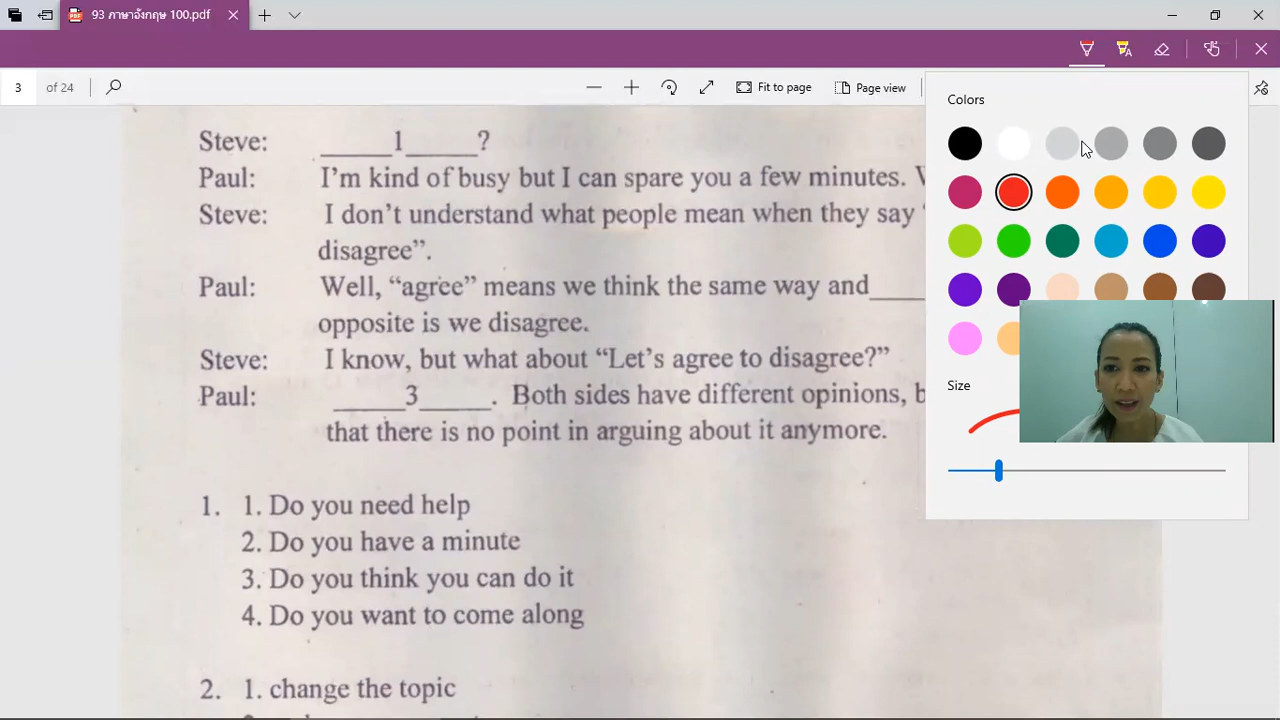 93 ภาษาอังกฤษ 100.pdf
3 of 24
Fit to page
Page view
Colors
Size
Steve: _____1_____?
Paul: I'm kind of busy but I can spare you a few minutes.
Steve: I don't understand what people mean when they say
disagree”.
Paul: Well, “agree” means we think the same way and____
opposite is we disagree.
Steve: I know, but what about “Let's agree to disagree?”
Paul: _____3_____. Both sides have different opinions,
that there is no point in arguing about it anymore.
1. 1. Do you need help
2. Do you have a minute
3. Do you think you can do it
4. Do you want to come along
2. 1. change the topic